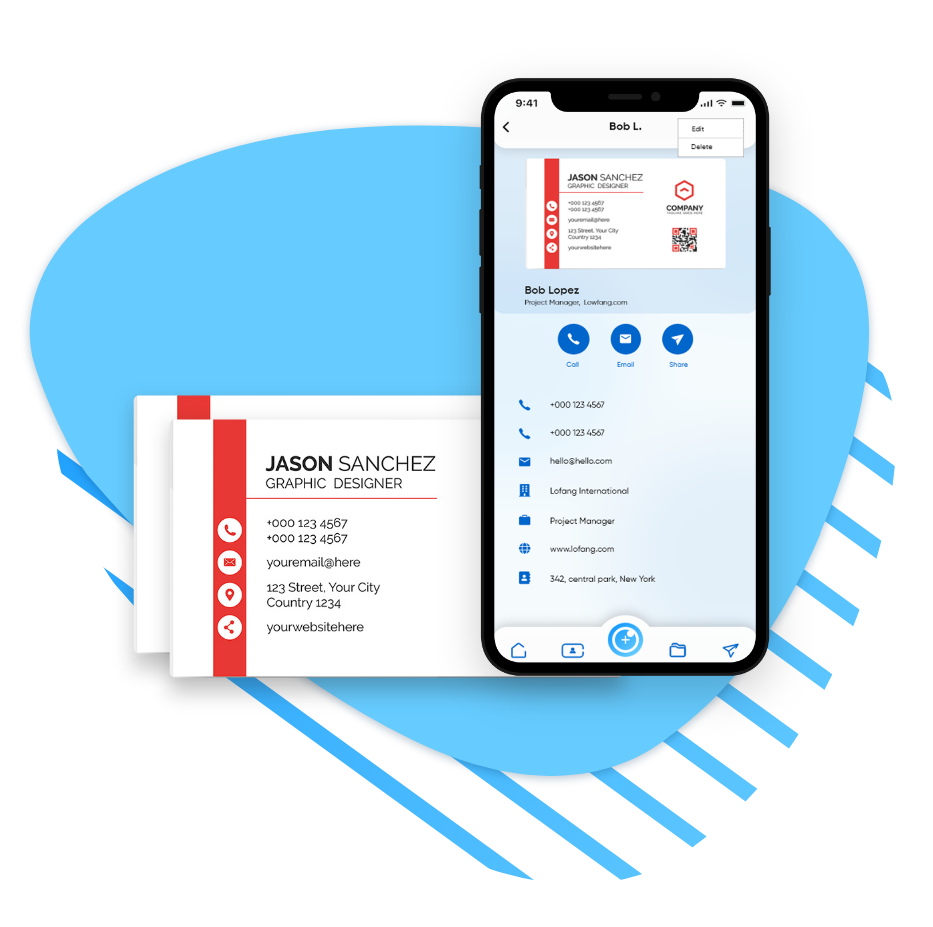 JASON SANCHEZ
GRAPHIC DESIGNER
+000 123 4567
+000 123 4567
youremail@here
123 Street, Your City
Country 1234
yourwebsitehere
9:41
Bob L.
Edit
Delete
JASON SANCHEZ
GRAPHIC DESIGNER
+000 123 4567
+000 123 4567
youremail@here
123 Street, Your City
Country 1234
yourwebsitehere
COMPANY
TAGLINE GOES HERE
Bob Lopez
Project Manager, Lowfang.com
Call
Email
Share
+000 123 4567
+000 123 4567
hello@hello.com
Lofang International
Project Manager
www.lofang.com
342, central park, New York